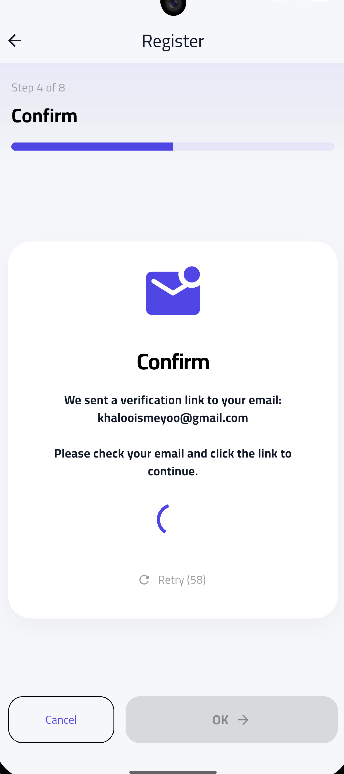 Register
Step 4 of 8
Confirm
Confirm
We sent a verification link to your email:
khalooismeyoo@gmail.com
Please check your email and click the link to
continue.
Retry (58)
Cancel
OK